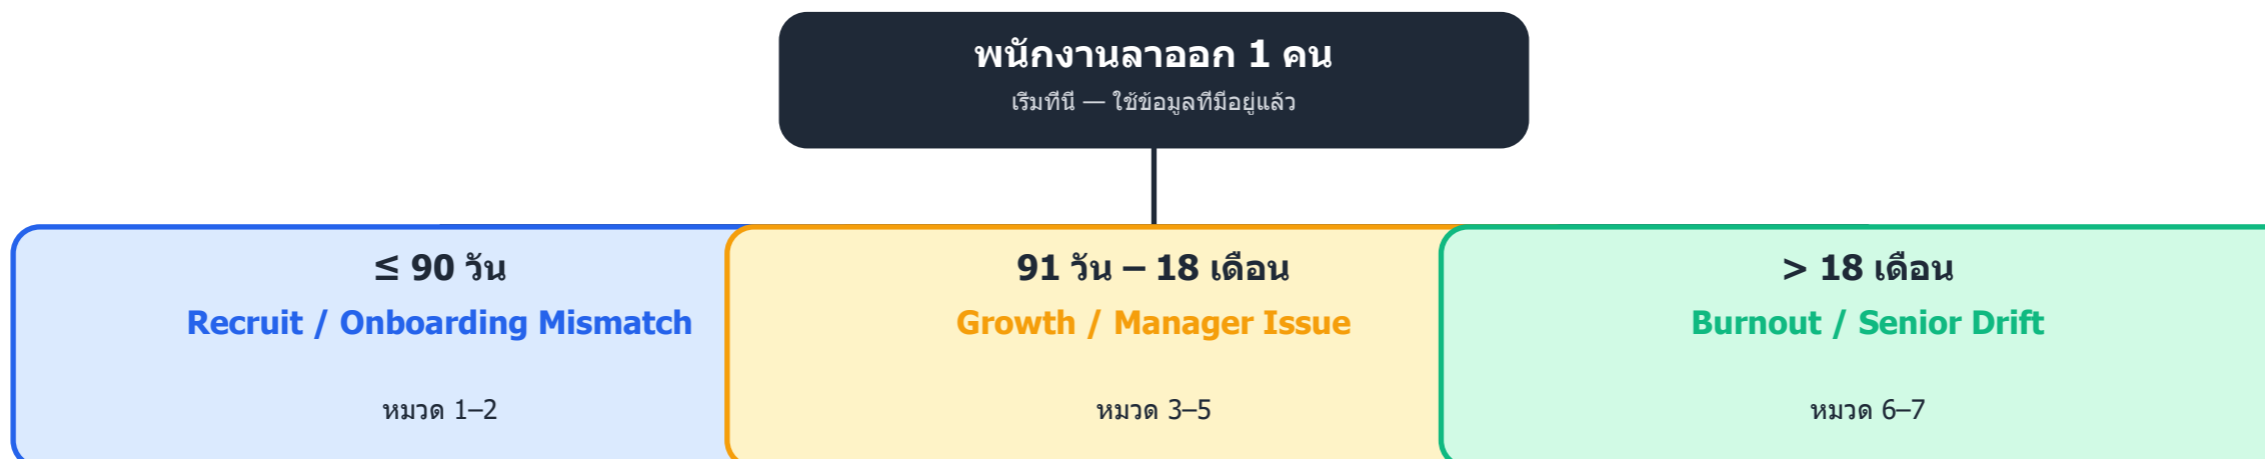 พนักงานลาออก 1 คน
เริ่มที่นี่ — ใช้ข้อมูลที่มีอยู่แล้ว
≤ 90 วัน
Recruit / Onboarding Mismatch
หมวด 1–2
91 วัน – 18 เดือน
Growth / Manager Issue
หมวด 3–5
> 18 เดือน
Burnout / Senior Drift
หมวด 6–7